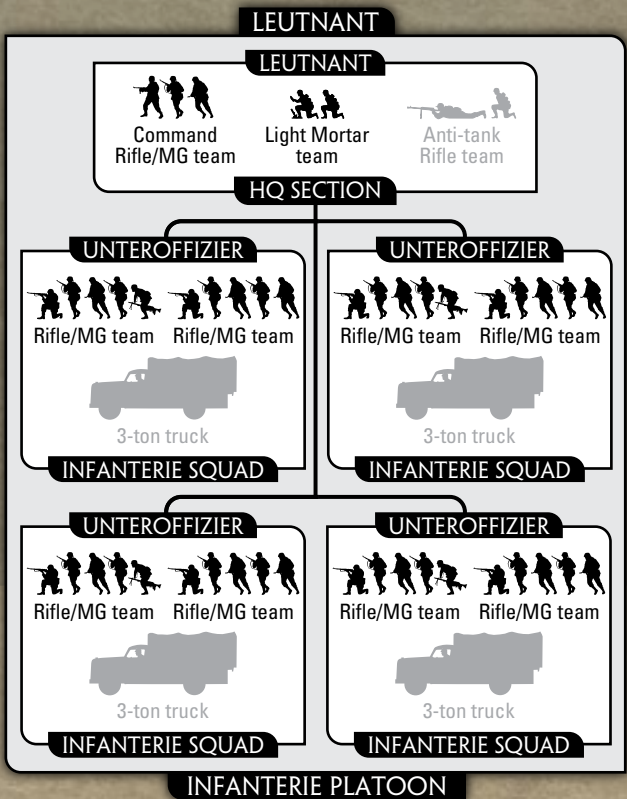 LEUTNANT
LEUTNANT
Command
Rifle/MG team
Light Mortar
team
Anti-tank
Rifle team
HQ SECTION
UNTEROFFIZIER
Rifle/MG team Rifle/MG team
3-ton truck
INFANTERIE SQUAD
UNTEROFFIZIER
Rifle/MG team Rifle/MG team
3-ton truck
INFANTERIE SQUAD
UNTEROFFIZIER
Rifle/MG team Rifle/MG team
3-ton truck
INFANTERIE SQUAD
UNTEROFFIZIER
Rifle/MG team Rifle/MG team
3-ton truck
INFANTERIE SQUAD
INFANTERIE PLATOON